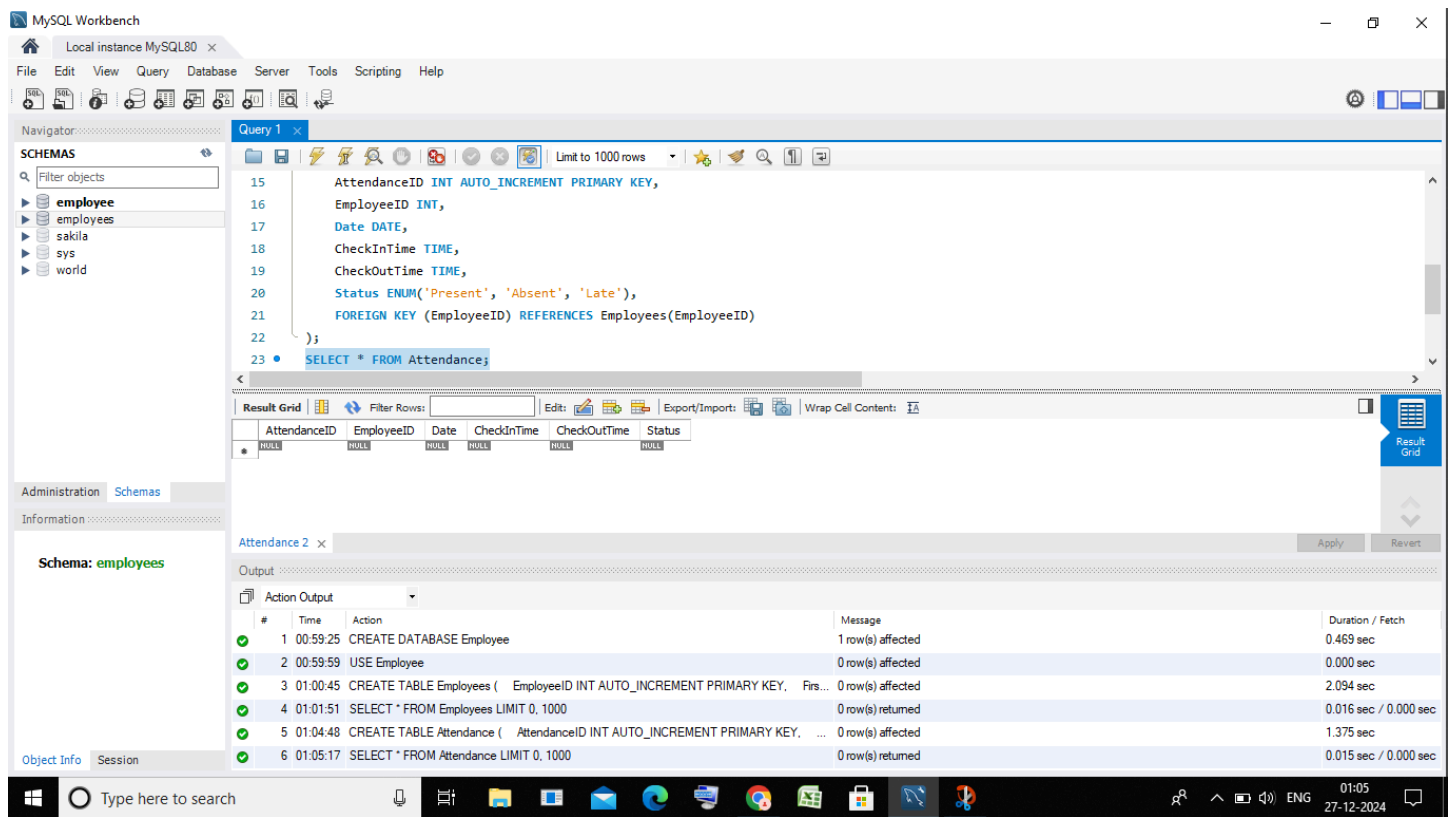 MySQL Workbench
Local instance MySQL80
File Edit View Query Database Server Tools Scripting Help
Navigator
Query 1
SCHEMAS
Limit to 1000 rows
Filter objects
employee
employees
sakila
sys
world
15 AttendanceID INT AUTO_INCREMENT PRIMARY KEY,
16 EmployeeID INT,
17 Date DATE,
18 CheckInTime TIME,
19 CheckOutTime TIME,
20 Status ENUM('Present', 'Absent', 'Late'),
21 FOREIGN KEY (EmployeeID) REFERENCES Employees(EmployeeID)
22 );
23 SELECT * FROM Attendance;
Result Grid Filter Rows: Edit: Export/Import: Wrap Cell Content:
AttendanceID EmployeeID Date CheckInTime CheckOutTime Status
NULL NULL NULL NULL NULL NULL
Result
Grid
Administration Schemas
Information
Attendance 2
Apply Revert
Schema: employees
Output
Action Output
# Time Action Message Duration / Fetch
1 00:59:25 CREATE DATABASE Employee 1 row(s) affected 0.469 sec
2 00:59:59 USE Employee 0 row(s) affected 0.000 sec
3 01:00:45 CREATE TABLE Employees ( EmployeeID INT AUTO_INCREMENT PRIMARY KEY, Firs... 0 row(s) affected 2.094 sec
4 01:01:51 SELECT * FROM Employees LIMIT 0, 1000 0 row(s) returned 0.016 sec / 0.000 sec
5 01:04:48 CREATE TABLE Attendance ( AttendanceID INT AUTO_INCREMENT PRIMARY KEY, ... 0 row(s) affected 1.375 sec
6 01:05:17 SELECT * FROM Attendance LIMIT 0, 1000 0 row(s) returned 0.015 sec / 0.000 sec
Object Info Session
Type here to search
ENG
01:05
27-12-2024